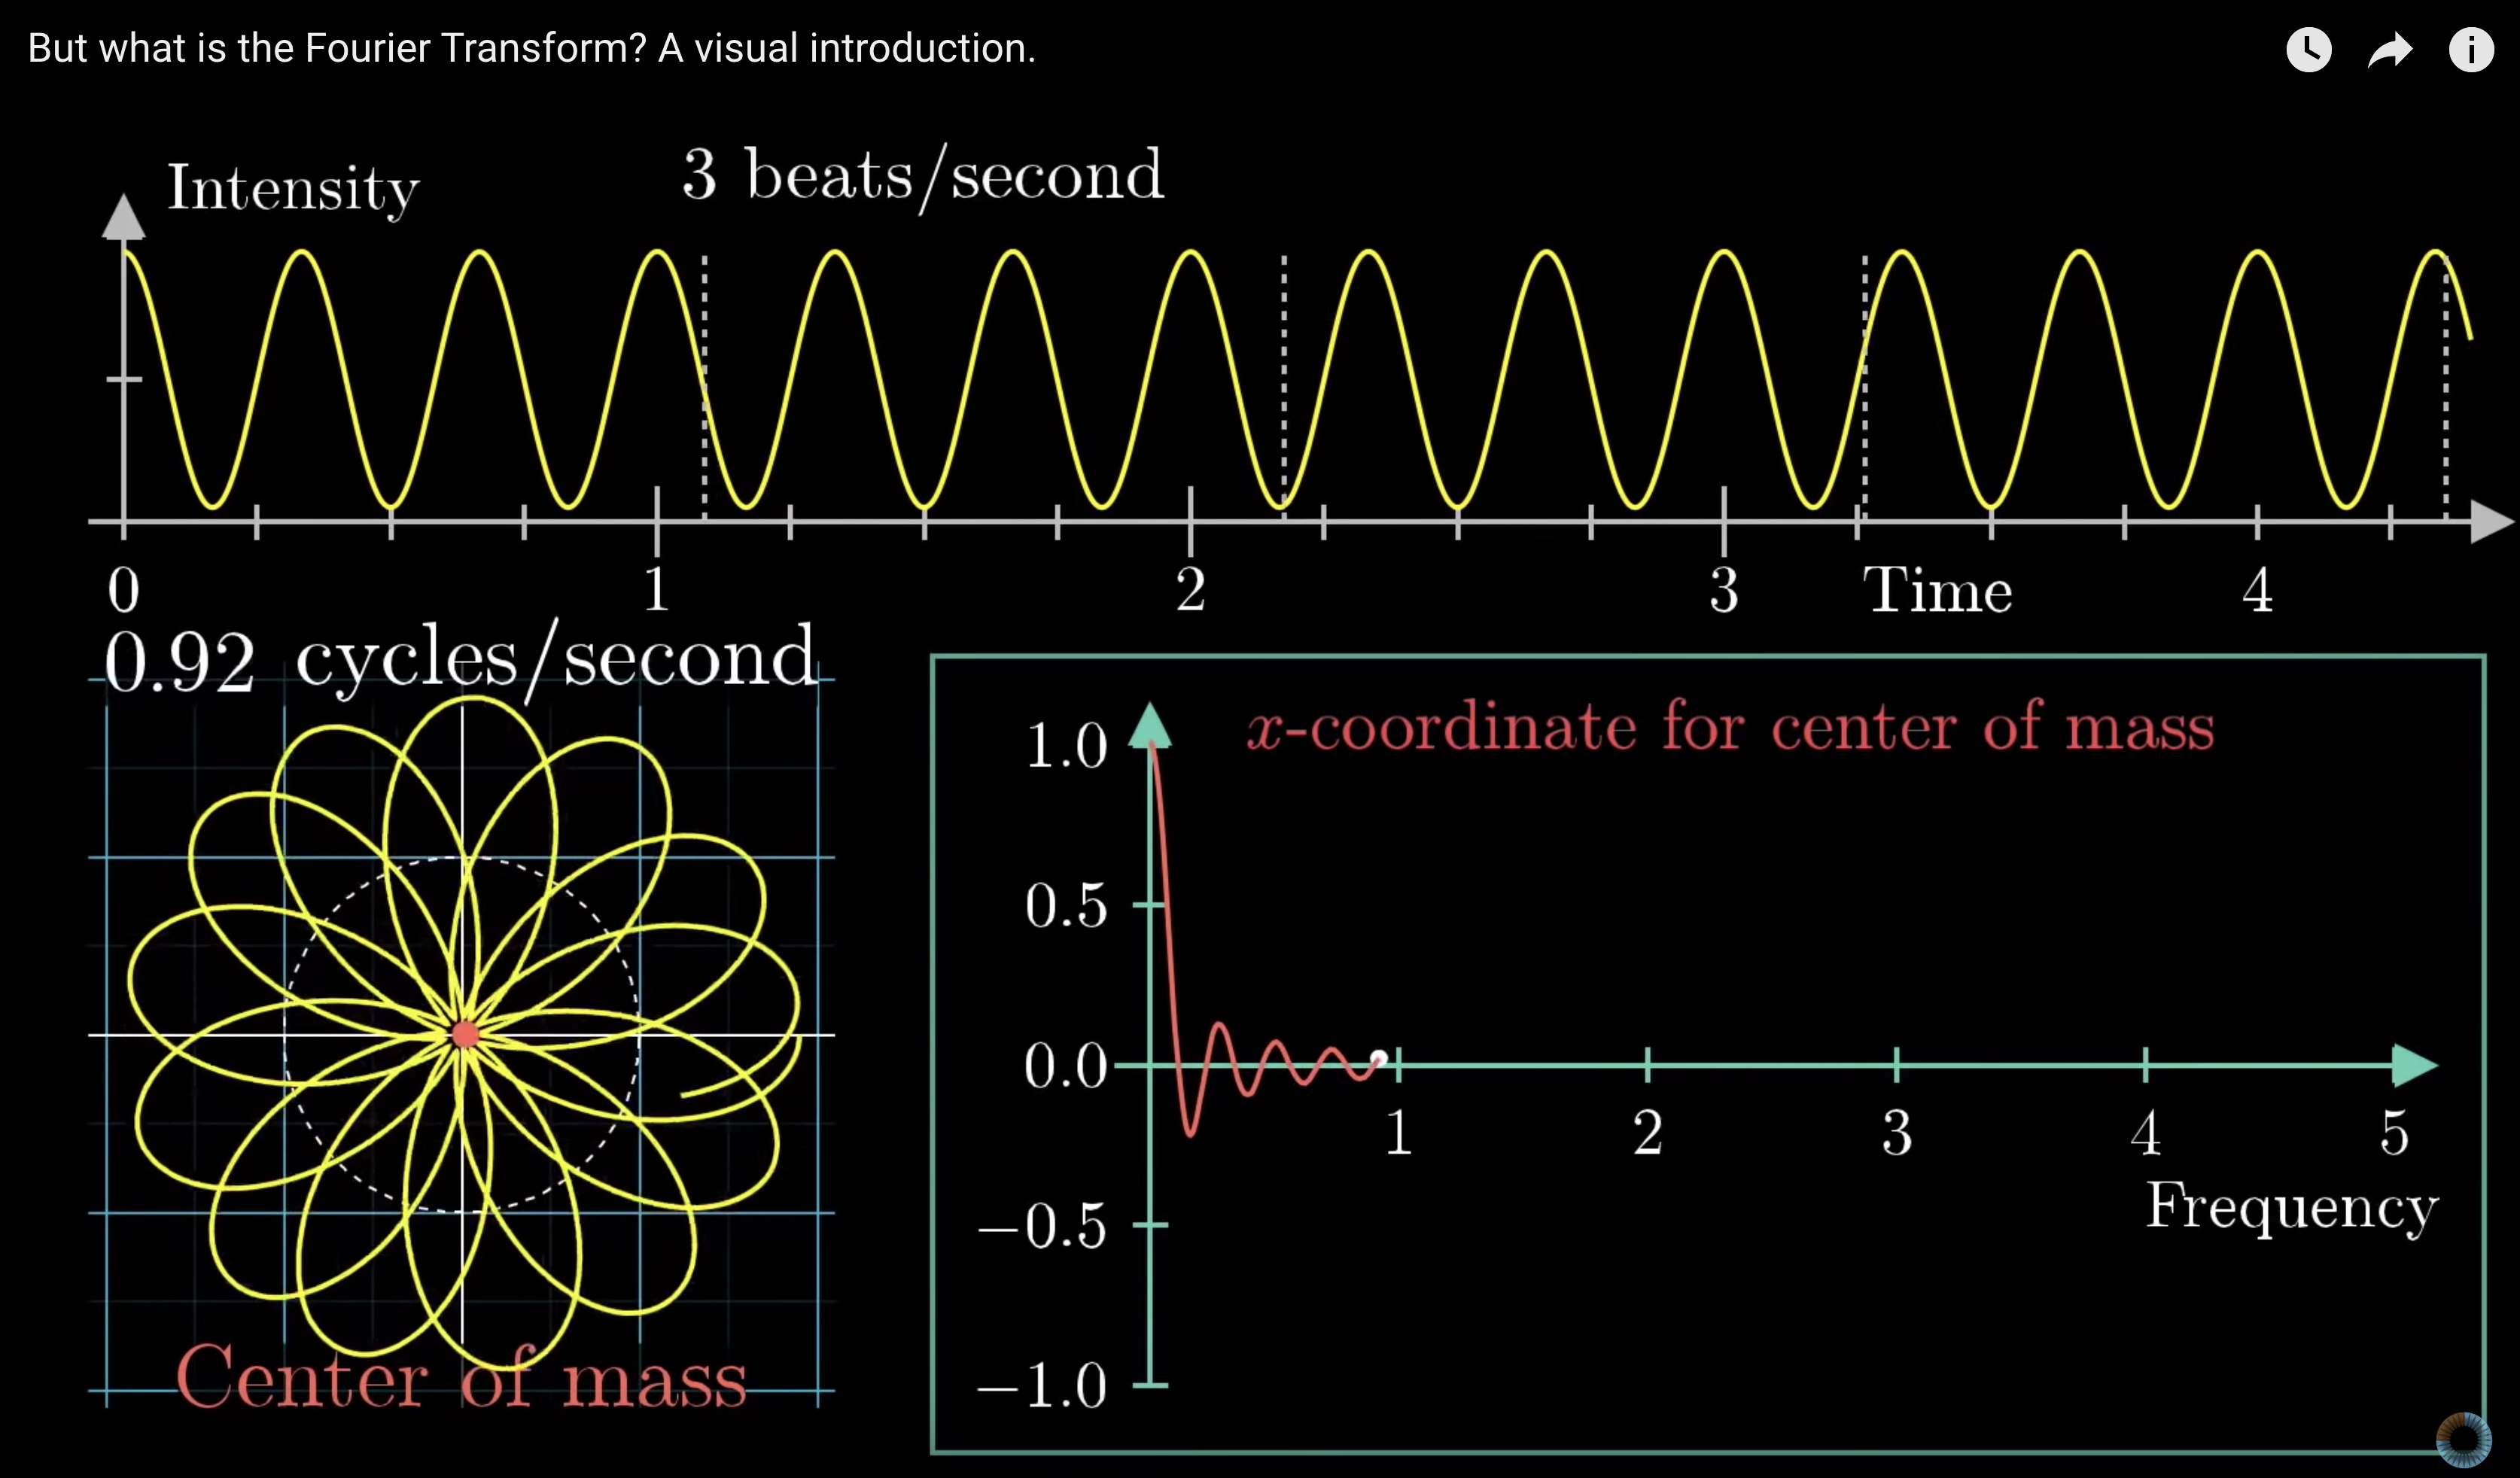 But what is the Fourier Transform? A visual introduction.
Intensity
3 beats/second
0 1 2 3 Time 4
0.92 cycles/second
Center of mass
x-coordinate for center of mass
1.0
0.5
0.0
1 2 3 4 5
Frequency
−0.5
−1.0